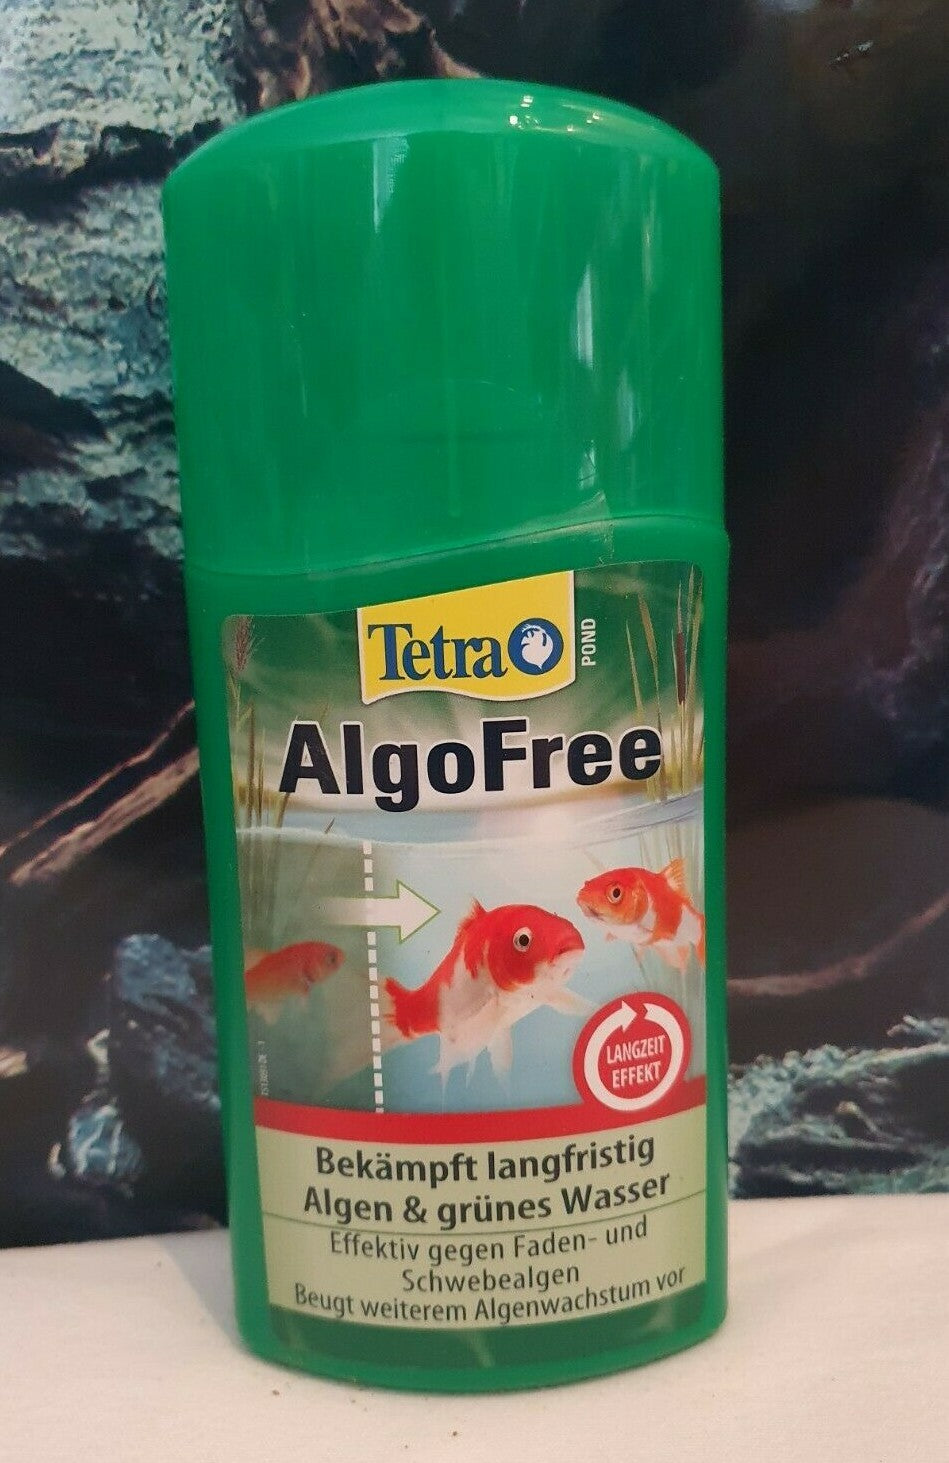 Tetra
POND
AlgoFree
LANGZEIT
EFFEKT
Bekämpft langfristig
Algen & grünes Wasser
Effektiv gegen Faden- und
Schwebealgen
Beugt weiterem Algenwachstum vor